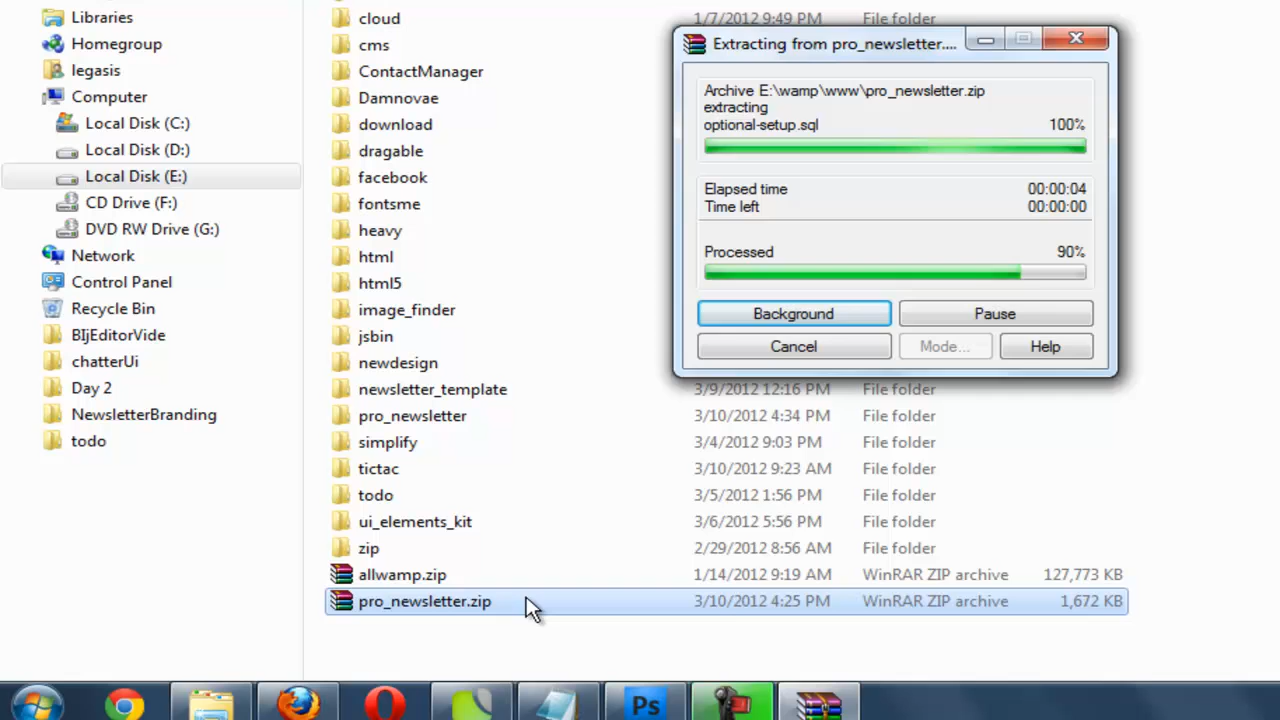 Libraries
Homegroup
legasis
Computer
Local Disk (C:)
Local Disk (D:)
Local Disk (E:)
CD Drive (F:)
DVD RW Drive (G:)
Network
Control Panel
Recycle Bin
BIjEditorVide
chatterUi
Day 2
NewsletterBranding
todo
cloud 1/7/2012 9:49 PM File folder
cms
ContactManager
Damnovae
download
dragable
facebook
fontsme
heavy
html
html5
image_finder
jsbin
newdesign
newsletter_template 3/9/2012 12:16 PM File folder
pro_newsletter 3/10/2012 4:34 PM File folder
simplify 3/4/2012 9:03 PM File folder
tictac 3/10/2012 9:23 AM File folder
todo 3/5/2012 1:56 PM File folder
ui_elements_kit 3/6/2012 5:56 PM File folder
zip 2/29/2012 8:56 AM File folder
allwamp.zip 1/14/2012 9:19 AM WinRAR ZIP archive 127,773 KB
pro_newsletter.zip 3/10/2012 4:25 PM WinRAR ZIP archive 1,672 KB
Extracting from pro_newsletter....
Archive E:\wamp\www\pro_newsletter.zip
extracting
optional-setup.sql 100%
Elapsed time 00:00:04
Time left 00:00:00
Processed 90%
Background Pause
Cancel Mode... Help
Ps